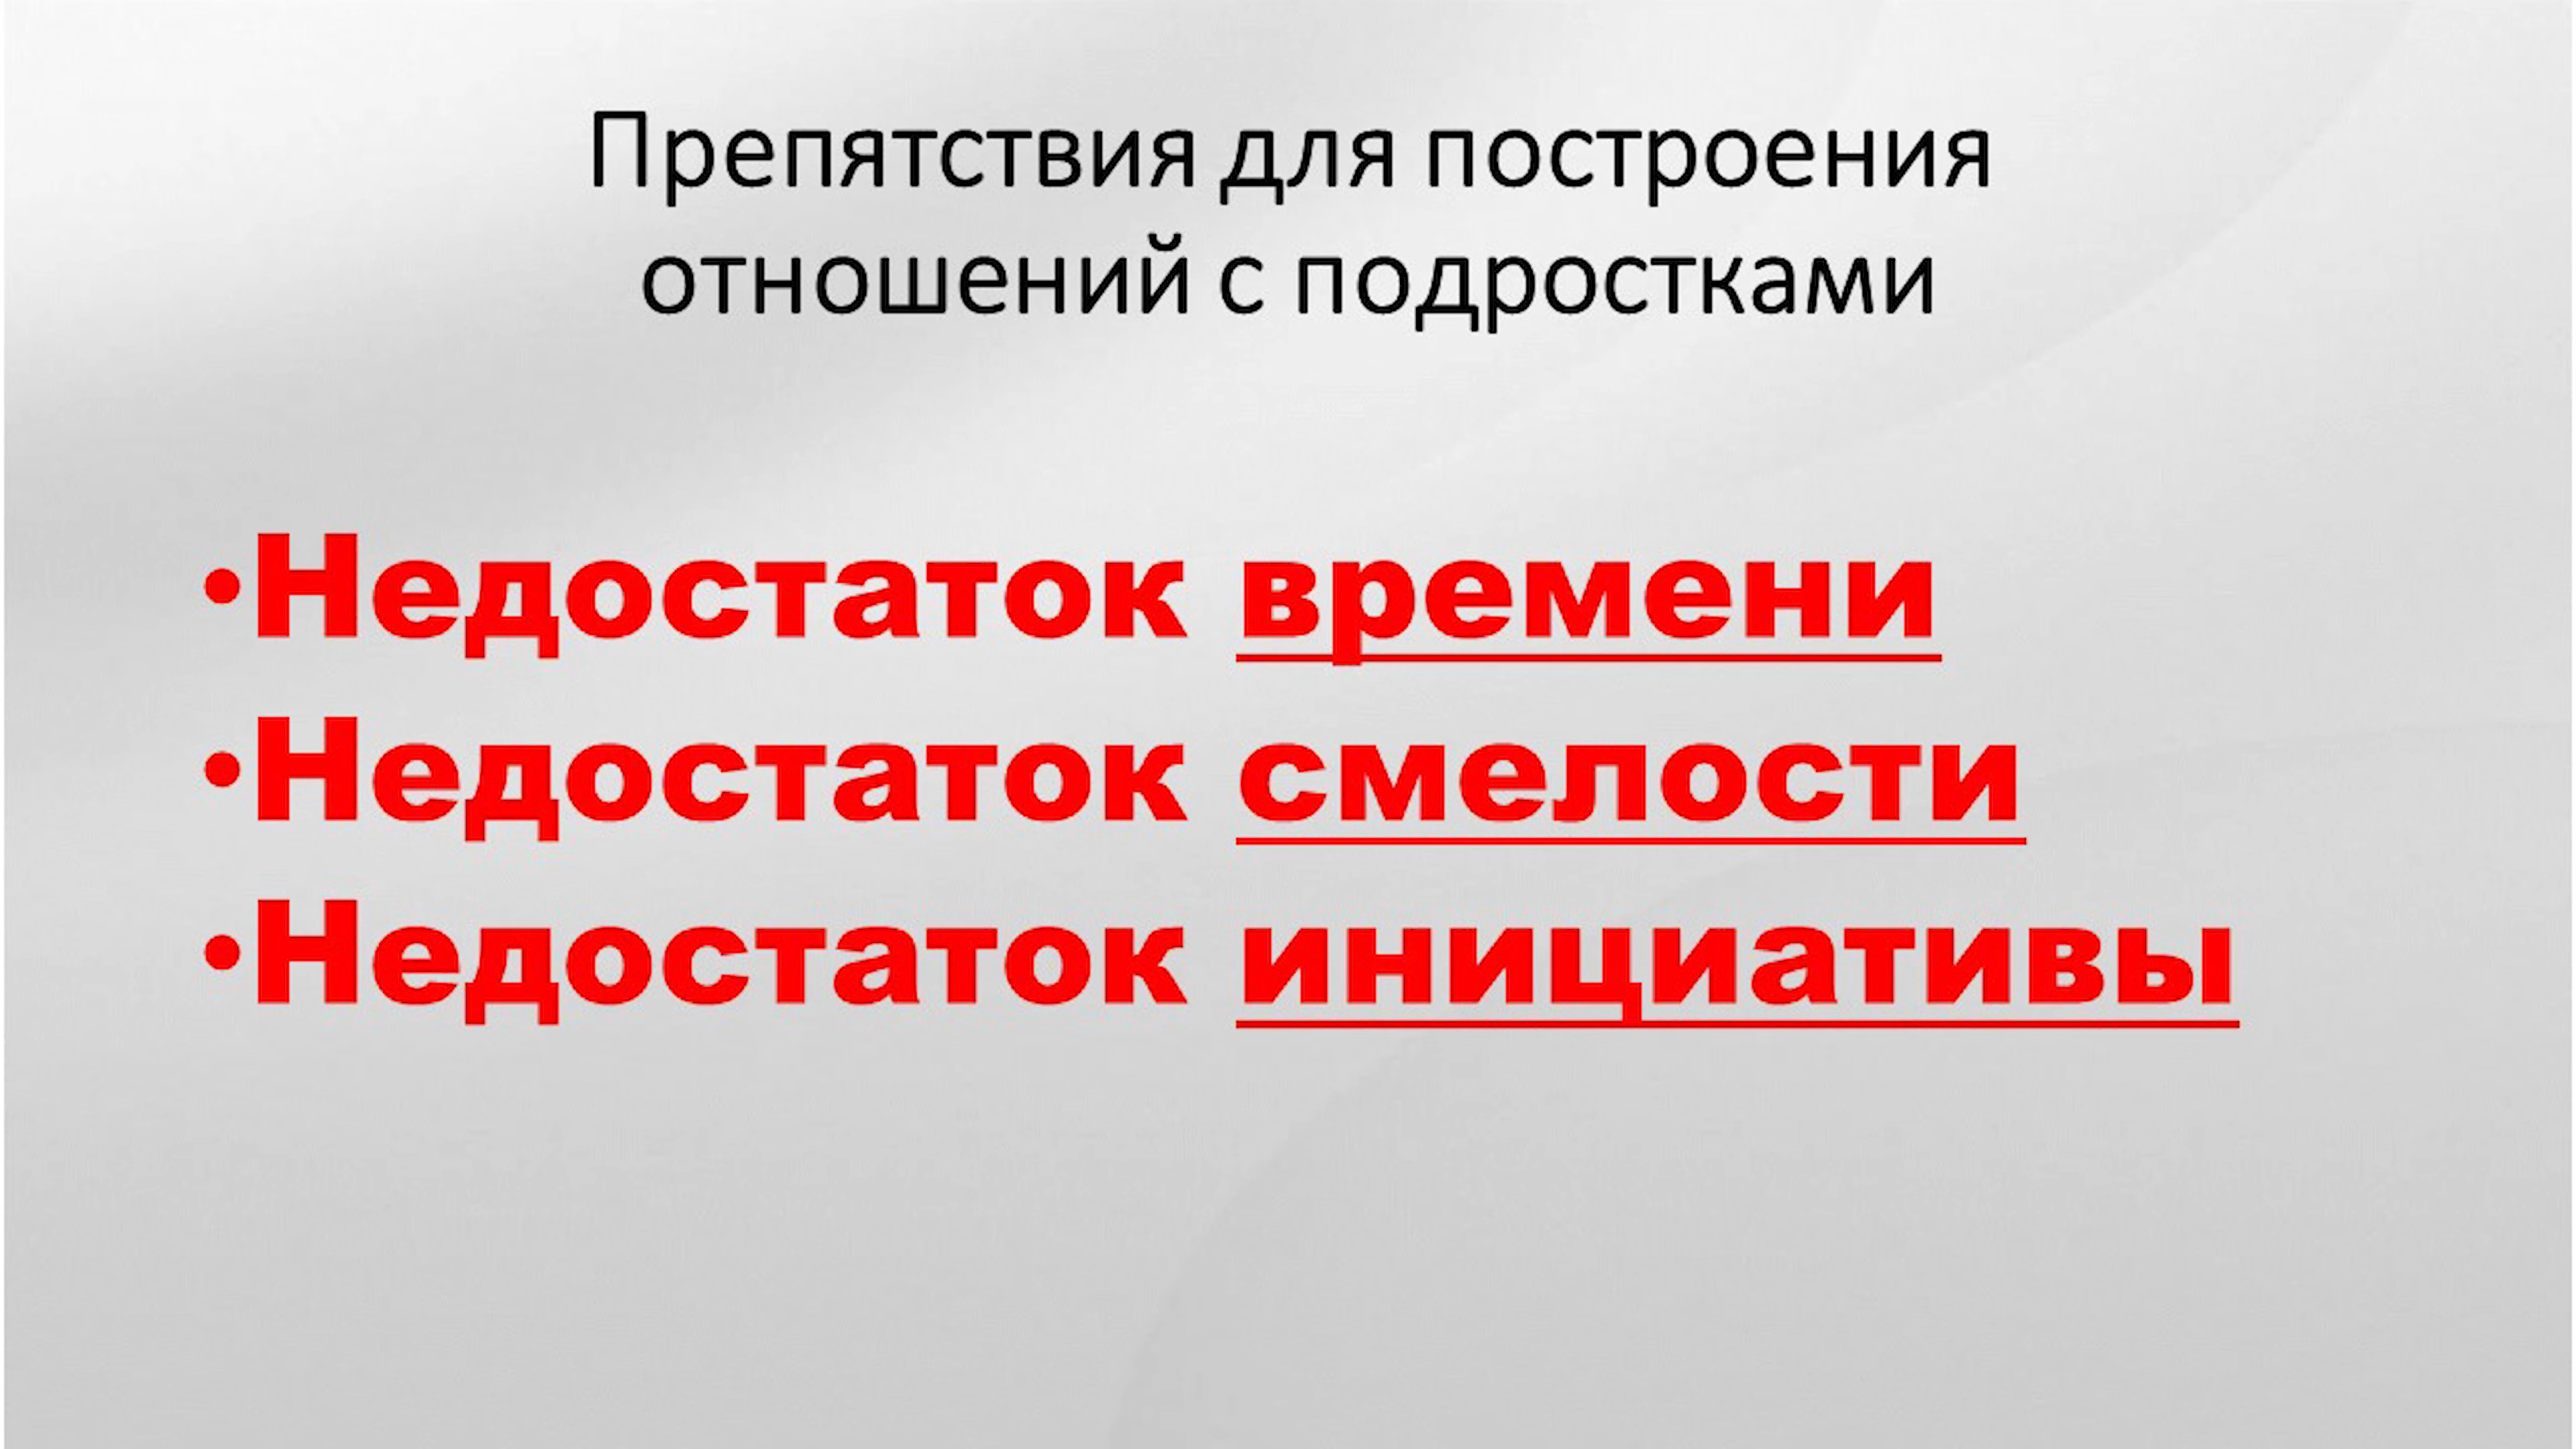 Препятствия для построения
отношений с подростками
•Недостаток времени
•Недостаток смелости
•Недостаток инициативы